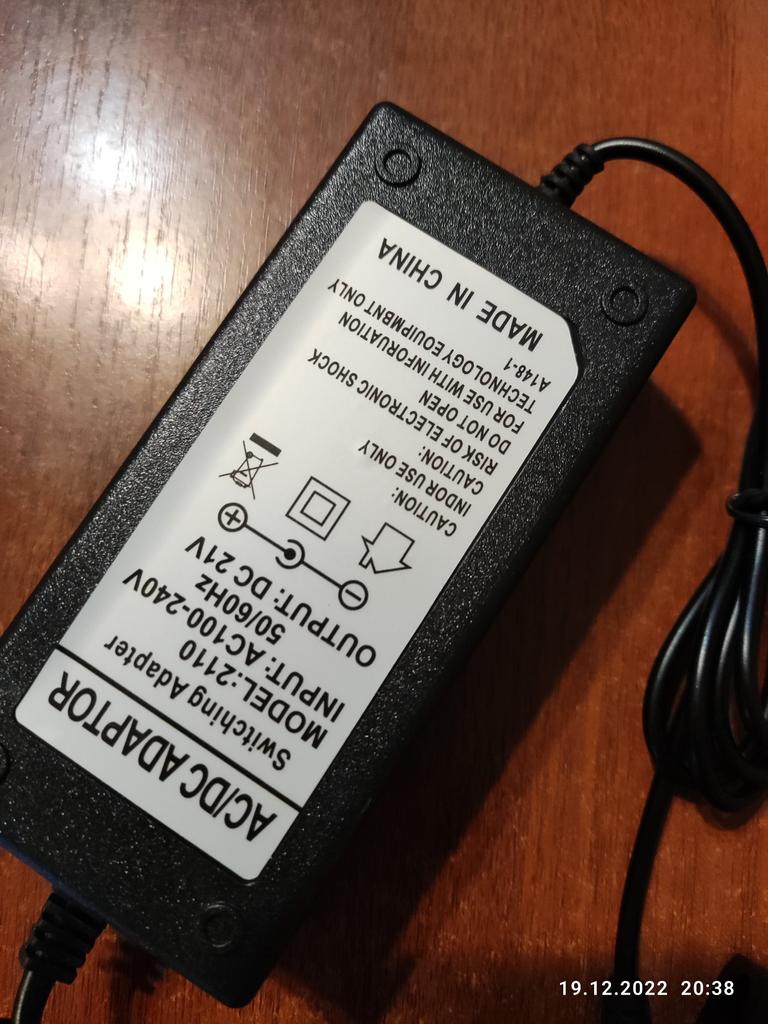 AC/DC ADAPTOR
Switching Adapter
MODEL:2110
INPUT: AC100-240V
50/60Hz
OUTPUT: DC 21V
CAUTION:
INDOR USE ONLY
CAUTION:
RISK OF ELECTRONIC SHOCK
DO NOT OPEN
FOR USE WITH INFORUATION
TECHNOLOGY EQUIPMENT ONLY
A148-1
MADE IN CHINA
19.12.2022 20:38